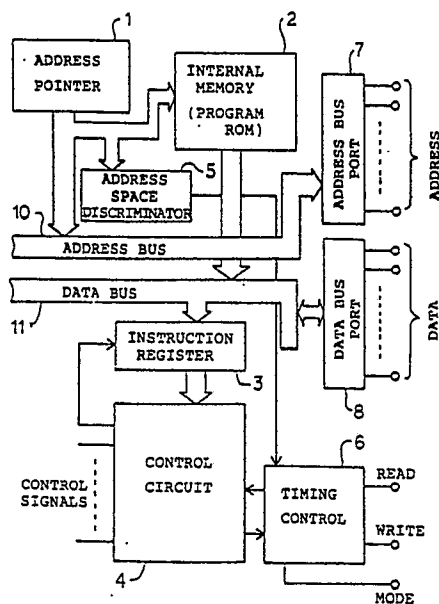 1
2
ADDRESS
POINTER
INTERNAL
MEMORY
(PROGRAM
ROM)
7
ADDRESS BUS
PORT
ADDRESS
5
ADDRESS
SPACE
DISCRIMINATOR
10
ADDRESS BUS
DATA BUS
11
DATA BUS
PORT
DATA
8
INSTRUCTION
REGISTER
3
CONTROL
CIRCUIT
CONTROL
SIGNALS
4
6
TIMING
CONTROL
READ
WRITE
MODE